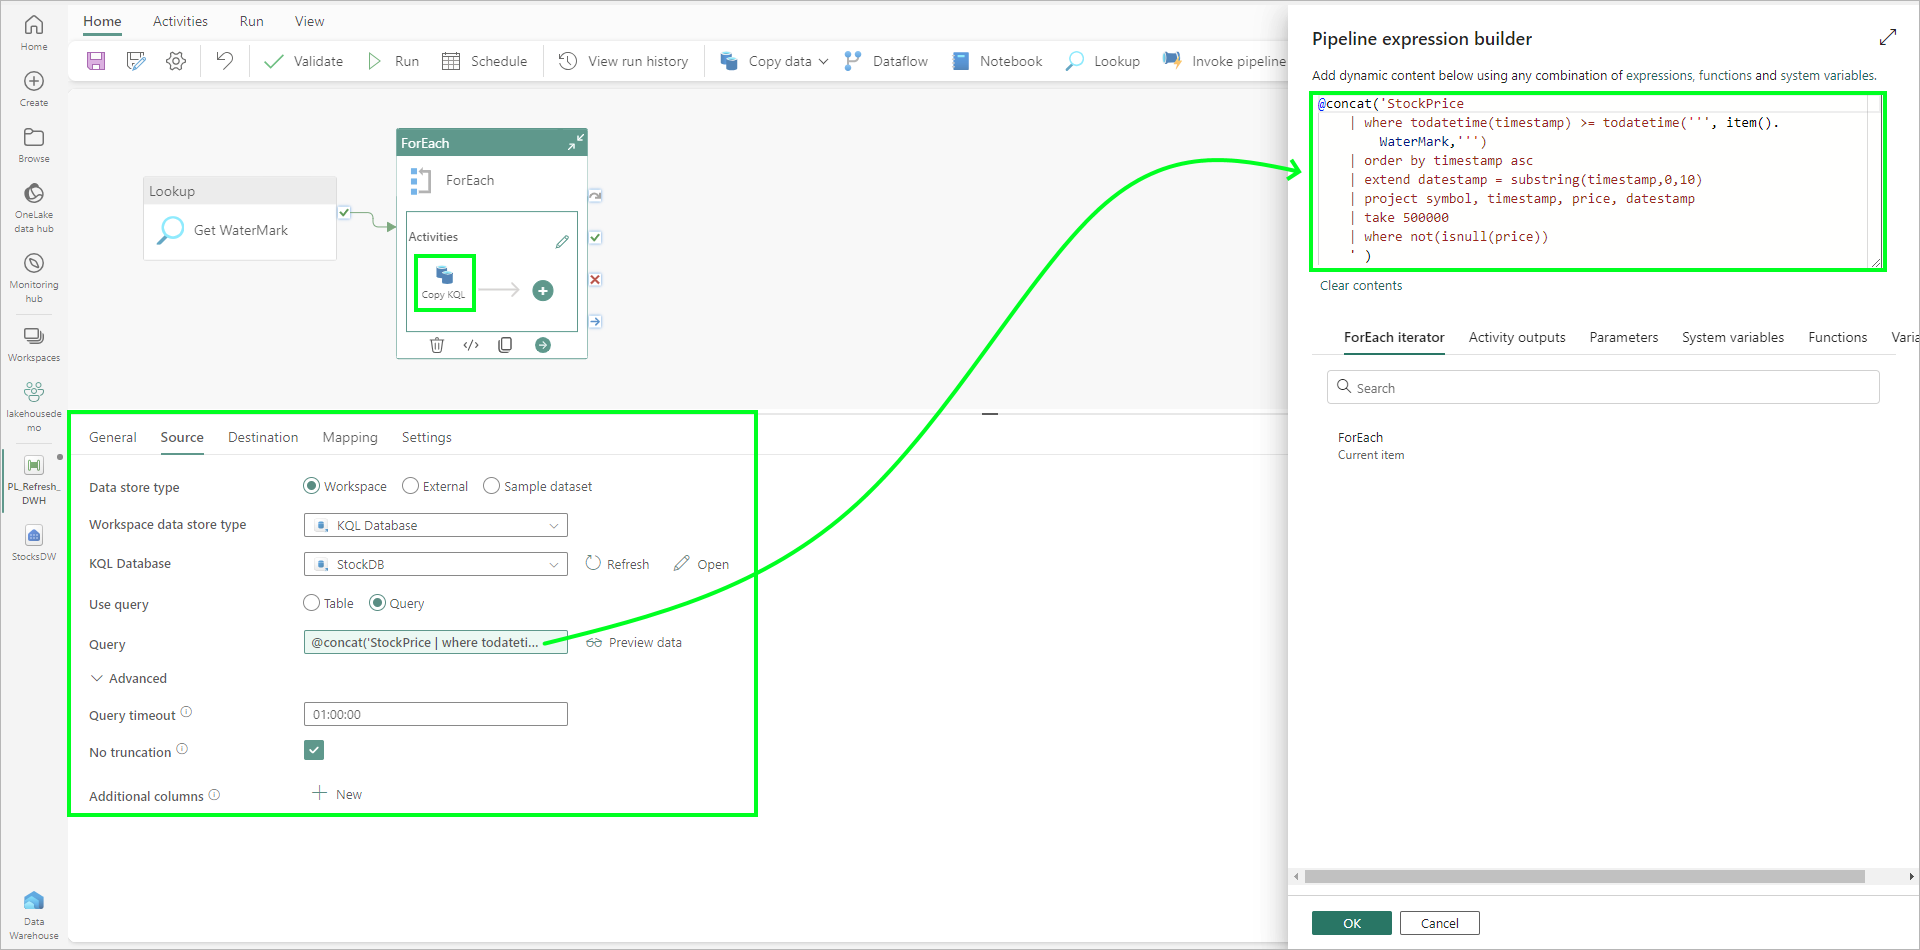 Home
Create
Browse
OneLake
data hub
Monitoring
hub
Workspaces
lakehousede
mo
PL_Refresh_
DWH
StocksDW
Data
Warehouse
Home Activities Run View
Validate Run Schedule View run history Copy data Dataflow Notebook Lookup Invoke pipeline
Lookup
Get WaterMark
ForEach
ForEach
Activities
Copy KQL
General Source Destination Mapping Settings
Data store type Workspace External Sample dataset
Workspace data store type KQL Database
KQL Database StockDB Refresh Open
Use query Table Query
Query @concat('StockPrice | where todateti... Preview data
Advanced
Query timeout 01:00:00
No truncation
Additional columns New
Pipeline expression builder
Add dynamic content below using any combination of expressions, functions and system variables.
@concat('StockPrice
| where todatetime(timestamp) >= todatetime(''', item().
WaterMark,''')
| order by timestamp asc
| extend datestamp = substring(timestamp,0,10)
| project symbol, timestamp, price, datestamp
| take 500000
| where not(isnull(price))
' )
Clear contents
ForEach iterator Activity outputs Parameters System variables Functions Varia
Search
ForEach
Current item
OK Cancel